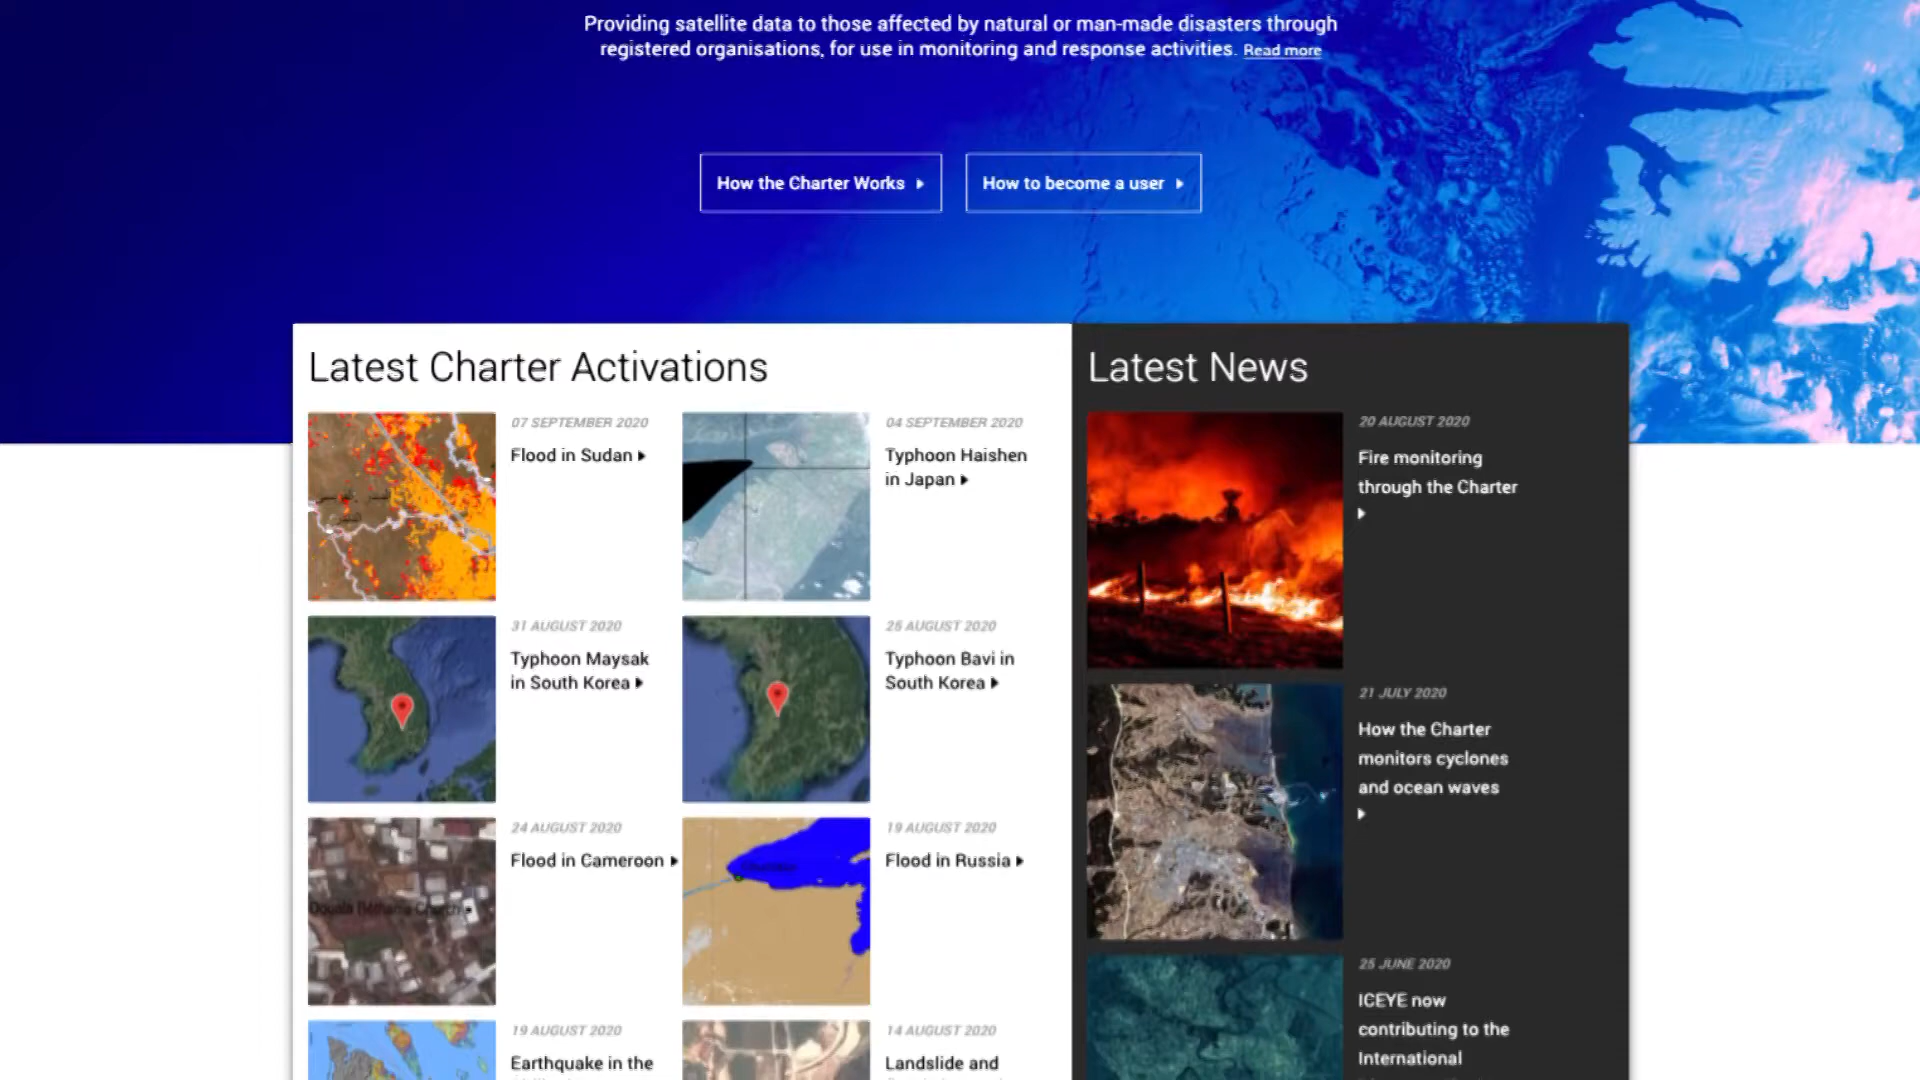 Providing satellite data to those affected by natural or man-made disasters through
registered organisations, for use in monitoring and response activities. Read more
How the Charter Works
How to become a user
Latest Charter Activations
07 SEPTEMBER 2020
Flood in Sudan
04 SEPTEMBER 2020
Typhoon Haishen
in Japan
31 AUGUST 2020
Typhoon Maysak
in South Korea
25 AUGUST 2020
Typhoon Bavi in
South Korea
24 AUGUST 2020
Flood in Cameroon
Douala Bethania Church
19 AUGUST 2020
Flood in Russia
19 AUGUST 2020
Earthquake in the
14 AUGUST 2020
Landslide and
Latest News
20 AUGUST 2020
Fire monitoring
through the Charter
21 JULY 2020
How the Charter
monitors cyclones
and ocean waves
25 JUNE 2020
ICEYE now
contributing to the
International